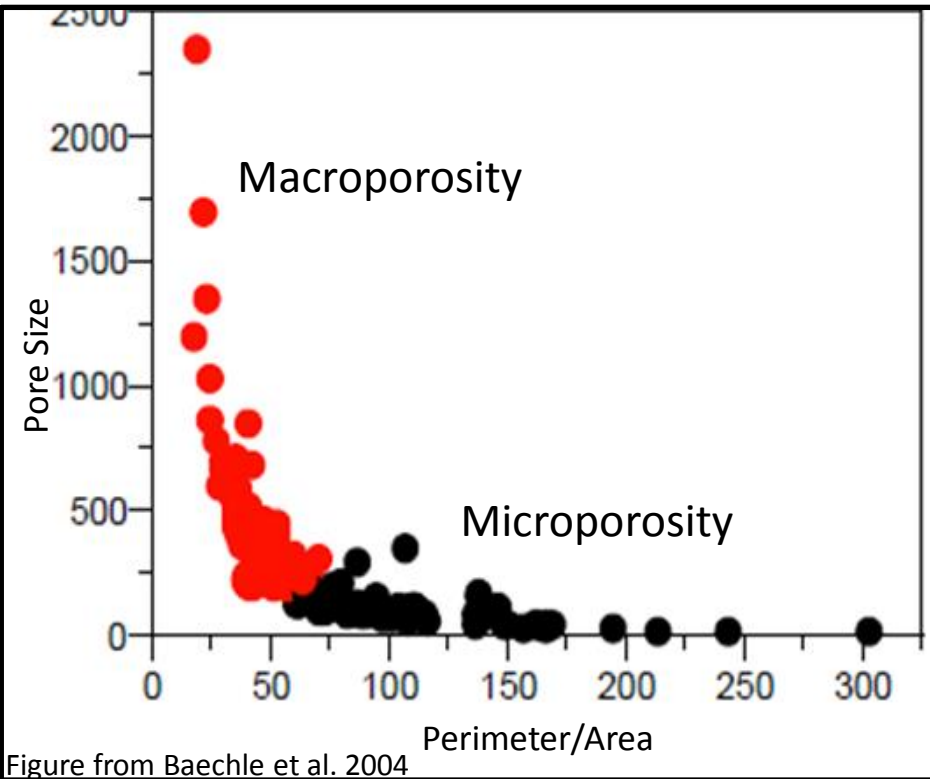 2500
2000
1500
1000
500
0
Pore Size
Macroporosity
Microporosity
0 50 100 150 200 250 300
Perimeter/Area
Figure from Baechle et al. 2004